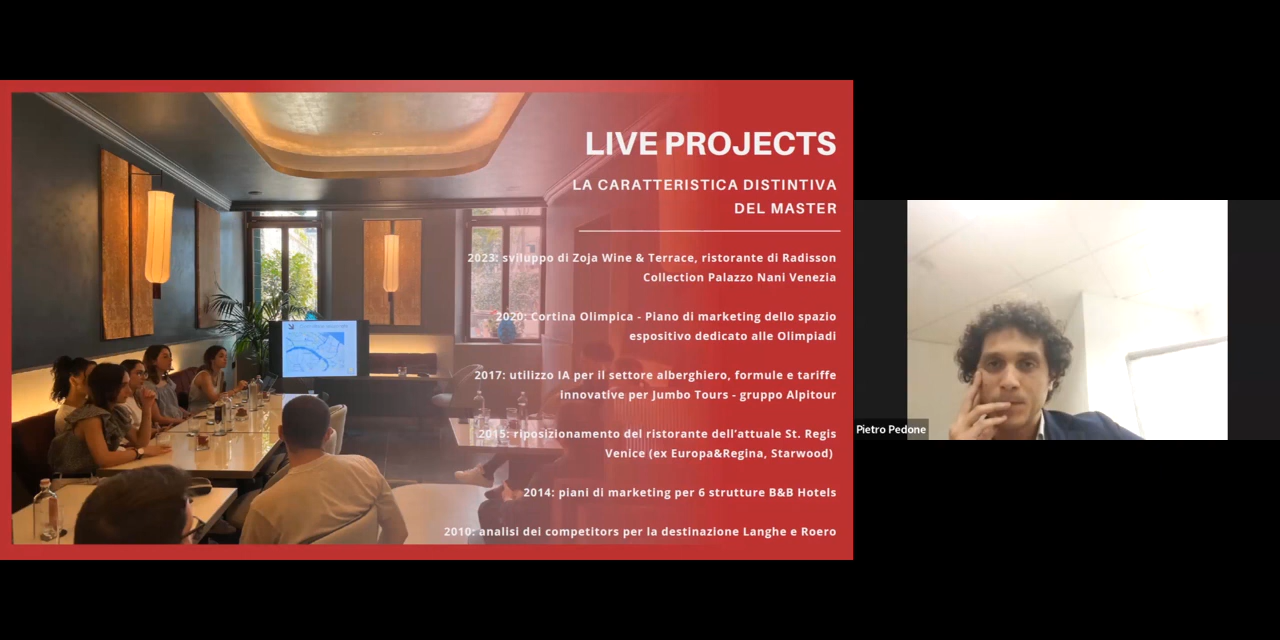 LIVE PROJECTS
LA CARATTERISTICA DISTINTIVA
DEL MASTER
2023: sviluppo di Zoja Wine & Terrace, ristorante di Radisson
Collection Palazzo Nani Venezia
2020: Cortina Olimpica - Piano di marketing dello spazio
espositivo dedicato alle Olimpiadi
2017: utilizzo IA per il settore alberghiero, formule e tariffe
Innovative per Jumbo Tours - gruppo Alpitour
2015: riposizionamento del ristorante dell'attuale St. Regis
Venice (ex Europa&Regina, Starwood)
2014: piani di marketing per 6 strutture B&B Hotels
2010: analisi dei competitors per la destinazione Langhe e Roero
Pietro Pedone